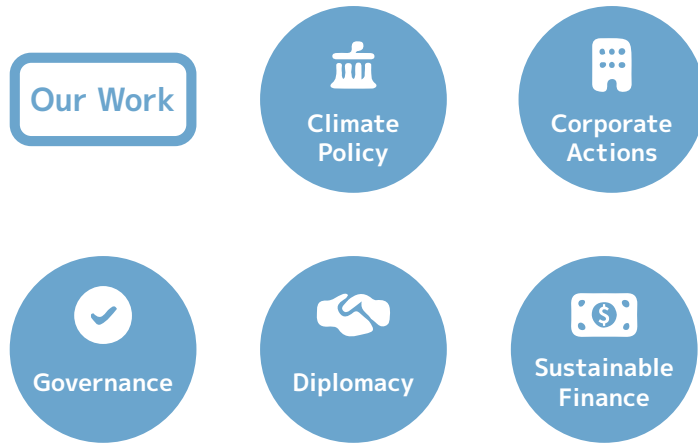 Our Work
Climate
Policy
Corporate
Actions
Governance
Diplomacy
$
Sustainable
Finance